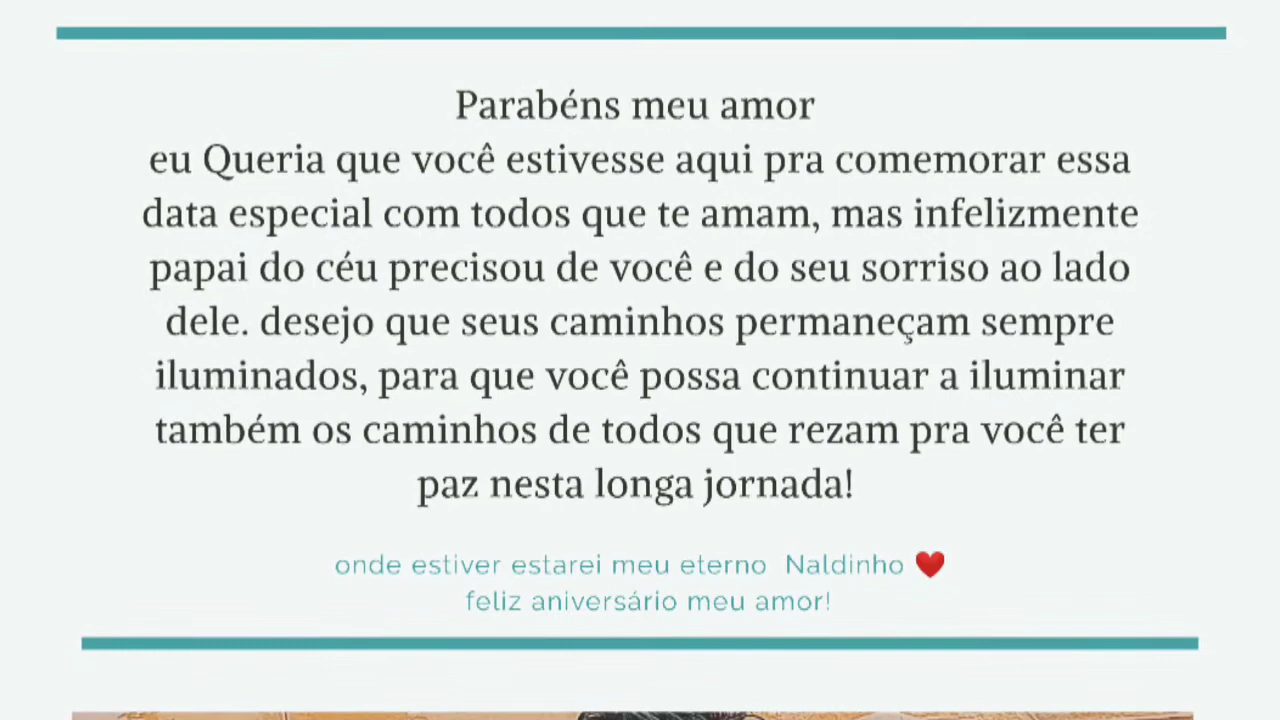 Parabéns meu amor
eu Queria que você estivesse aqui pra comemorar essa
data especial com todos que te amam, mas infelizmente
papai do céu precisou de você e do seu sorriso ao lado
dele. desejo que seus caminhos permaneçam sempre
iluminados, para que você possa continuar a iluminar
também os caminhos de todos que rezam pra você ter
paz nesta longa jornada!
onde estiver estarei meu eterno Naldinho ❤️
feliz aniversário meu amor!